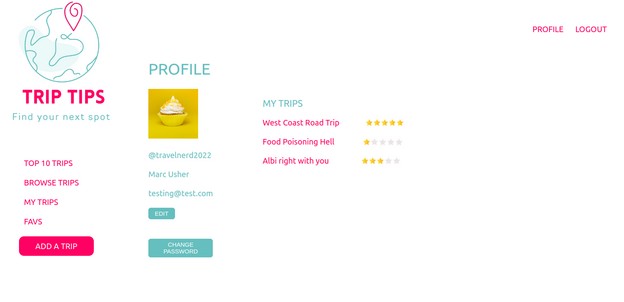 PROFILE LOGOUT
TRIP TIPS
Find your next spot
TOP 10 TRIPS
BROWSE TRIPS
MY TRIPS
FAVS
ADD A TRIP
PROFILE
@travelnerd2022
Marc Usher
testing@test.com
EDIT
CHANGE
PASSWORD
MY TRIPS
West Coast Road Trip
Food Poisoning Hell
Albi right with you